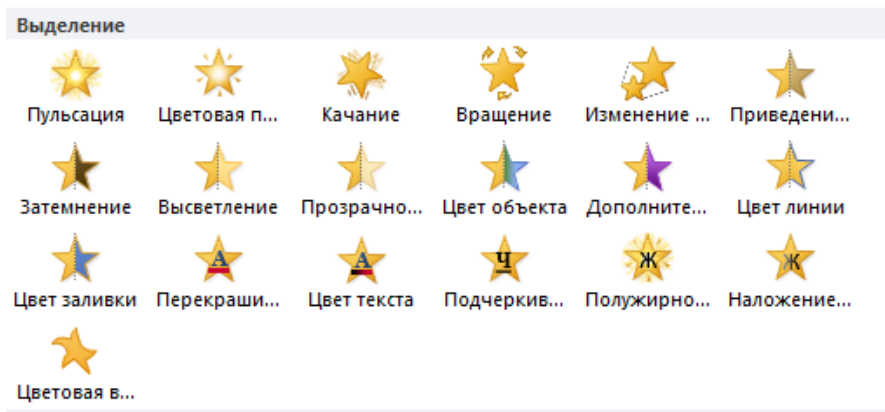 Выделение
Пульсация Цветовая п... Качание Вращение Изменение ... Приведени...
Затемнение Высветление Прозрачно... Цвет объекта Дополните... Цвет линии
Цвет заливки Перекраши... Цвет текста Подчеркив... Полужирно... Наложение...
Цветовая в...